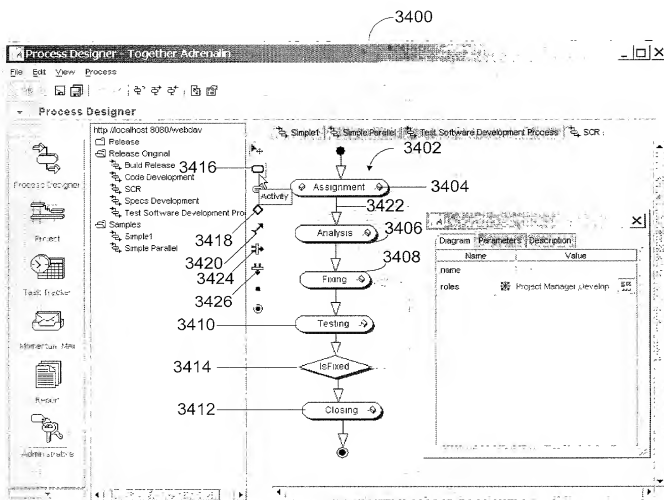 3400
Process Designer - Together Adrenalin
File Edit View Process
Process Designer
http://localhost:8080/webdav
Release
Release Original
Build Release
Code Development
SCR
Specs Development
Test Software Development Pro
Samples
Simple1
Simple Parallel
Process Designer
Project
Task Tracker
Report
3416
3418
3420
3424
3426
Activity
Simple1
Simple Parallel
Test Software Development Process
SCR
3402
Assignment
3404
3422
Analysis
3406
3408
Fixing
3410
Testing
3414
IsFixed
3412
Closing
Diagram Parameters Description
Name Value
name
roles Project Manager,Develop